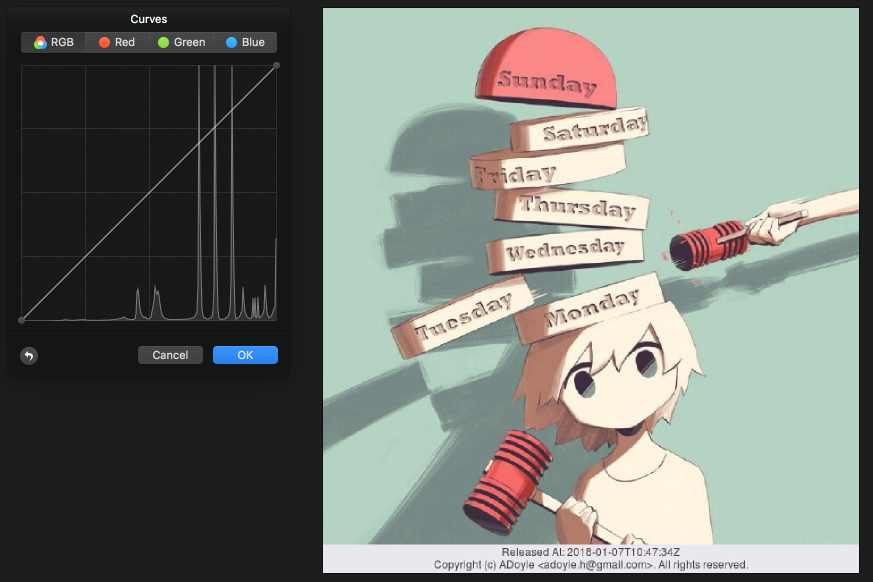 Curves
RGB Red Green Blue
Cancel OK
Sunday
Saturday
Friday
Thursday
Wednesday
Tuesday
Monday
Released At: 2018-01-07T10:47:34Z
Copyright (c) ADoyle <adoyle.h@gmail.com>. All rights reserved.